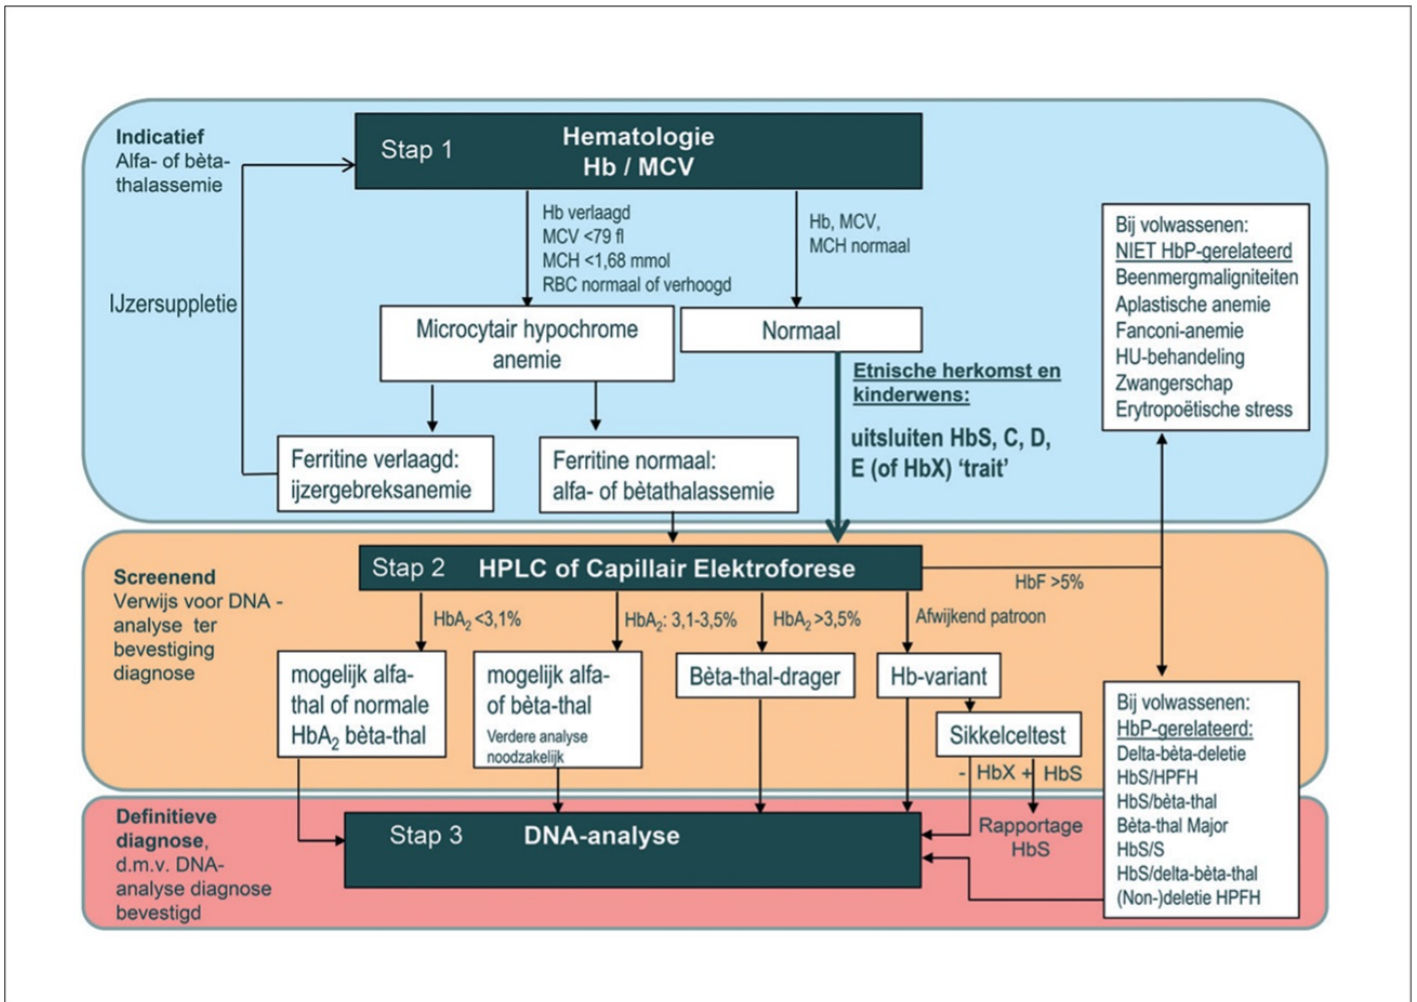 Indicatief
Alfa- of bèta-
thalassemie
Stap 1
Hematologie
Hb / MCV
Hb verlaagd
MCV <79 fl
MCH <1,68 mmol
RBC normaal of verhoogd
Hb, MCV,
MCH normaal
IJzersuppletie
Microcytair hypochrome
anemie
Normaal
Etnische herkomst en
kinderwens:
uitsluiten HbS, C, D,
E (of HbX) ‘trait’
Ferritine verlaagd:
ijzergebreksanemie
Ferritine normaal:
alfa- of bètathalassemie
Bij volwassenen:
NIET HbP-gerelateerd
Beenmergmaligniteiten
Aplastische anemie
Fanconi-anemie
HU-behandeling
Zwangerschap
Erytropoëtische stress
Screenend
Verwijs voor DNA -
analyse ter
bevestiging
diagnose
Stap 2
HPLC of Capillair Elektroforese
HbF >5%
HbA₂ <3,1%
HbA₂: 3,1-3,5%
HbA₂ >3,5%
Afwijkend patroon
mogelijk alfa-
thal of normale
HbA₂ bèta-thal
mogelijk alfa-
of bèta-thal
Verdere analyse
noodzakelijk
Bèta-thal-drager
Hb-variant
Sikkelceltest
- HbX + HbS
Bij volwassenen:
HbP-gerelateerd:
Delta-bèta-deletie
HbS/HPFH
HbS/bèta-thal
Bèta-thal Major
HbS/S
HbS/delta-bèta-thal
(Non-)deletie HPFH
Definitieve
diagnose,
d.m.v. DNA-
analyse diagnose
bevestigd
Stap 3
DNA-analyse
Rapportage
HbS